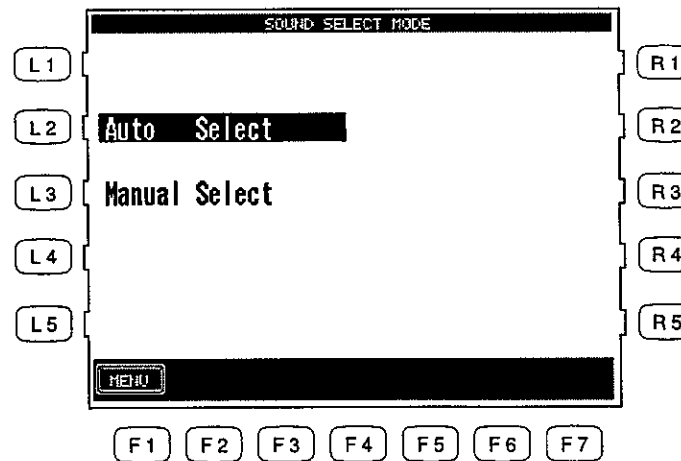 SOUND SELECT MODE
L1 R1
L2 Auto Select R2
L3 Manual Select R3
L4 R4
L5 R5
MENU
F1 F2 F3 F4 F5 F6 F7